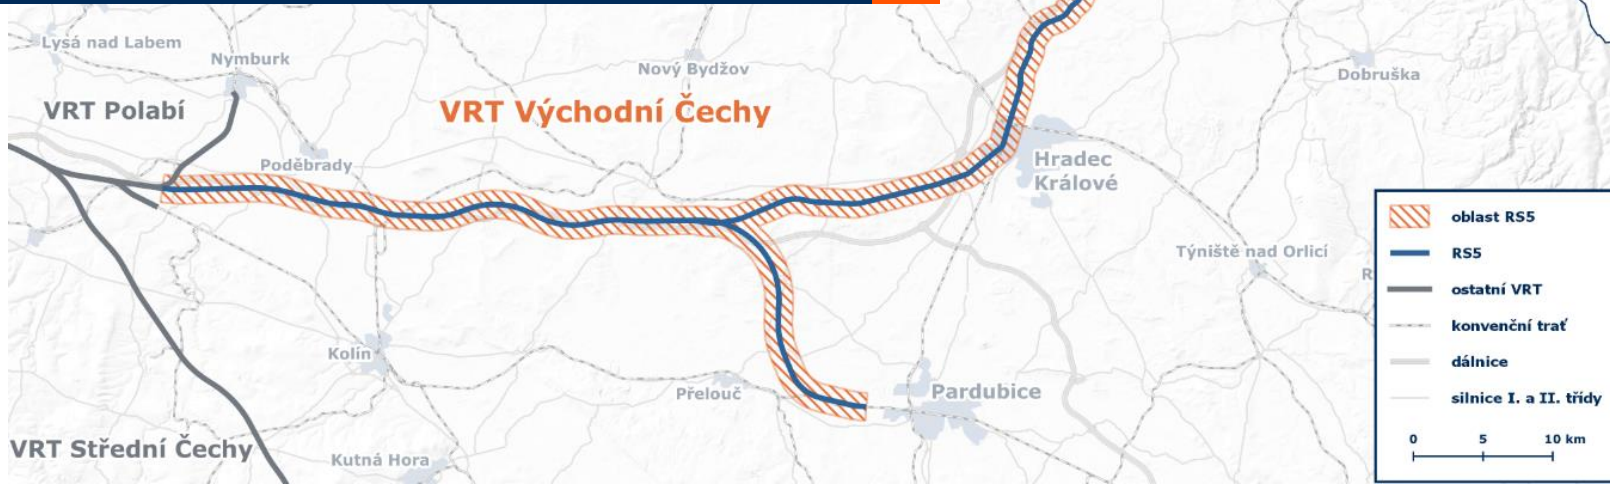 Lysá nad Labem
Nymburk
Nový Bydžov
Dobruška
VRT Polabí
VRT Východní Čechy
Poděbrady
Hradec
Králové
Týniště nad Orlicí
R
Kolín
Přelouč
Pardubice
VRT Střední Čechy
Kutná Hora
oblast RS5
RS5
ostatní VRT
konvenční trať
dálnice
silnice I. a II. třídy
0 5 10 km